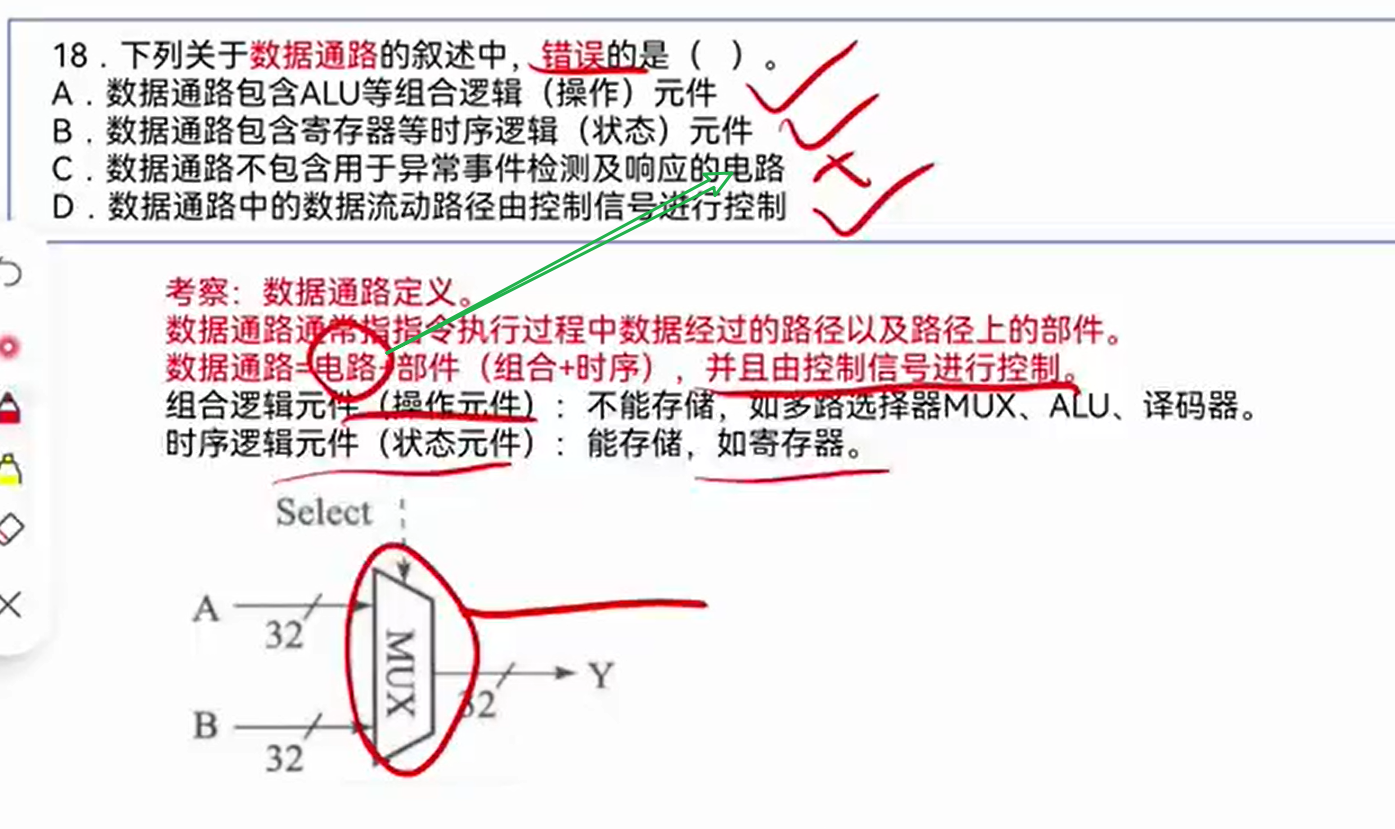 18．下列关于数据通路的叙述中，错误的是（ ）。
A．数据通路包含ALU等组合逻辑（操作）元件
B．数据通路包含寄存器等时序逻辑（状态）元件
C．数据通路不包含用于异常事件检测及响应的电路
D．数据通路中的数据流动路径由控制信号进行控制
考察：数据通路定义。
数据通路通常指指令执行过程中数据经过的路径以及路径上的部件。
数据通路=电路+部件（组合+时序），并且由控制信号进行控制。
组合逻辑元件（操作元件）：不能存储，如多路选择器MUX、ALU、译码器。
时序逻辑元件（状态元件）：能存储，如寄存器。
Select
A
32
MUX
32
Y
B
32